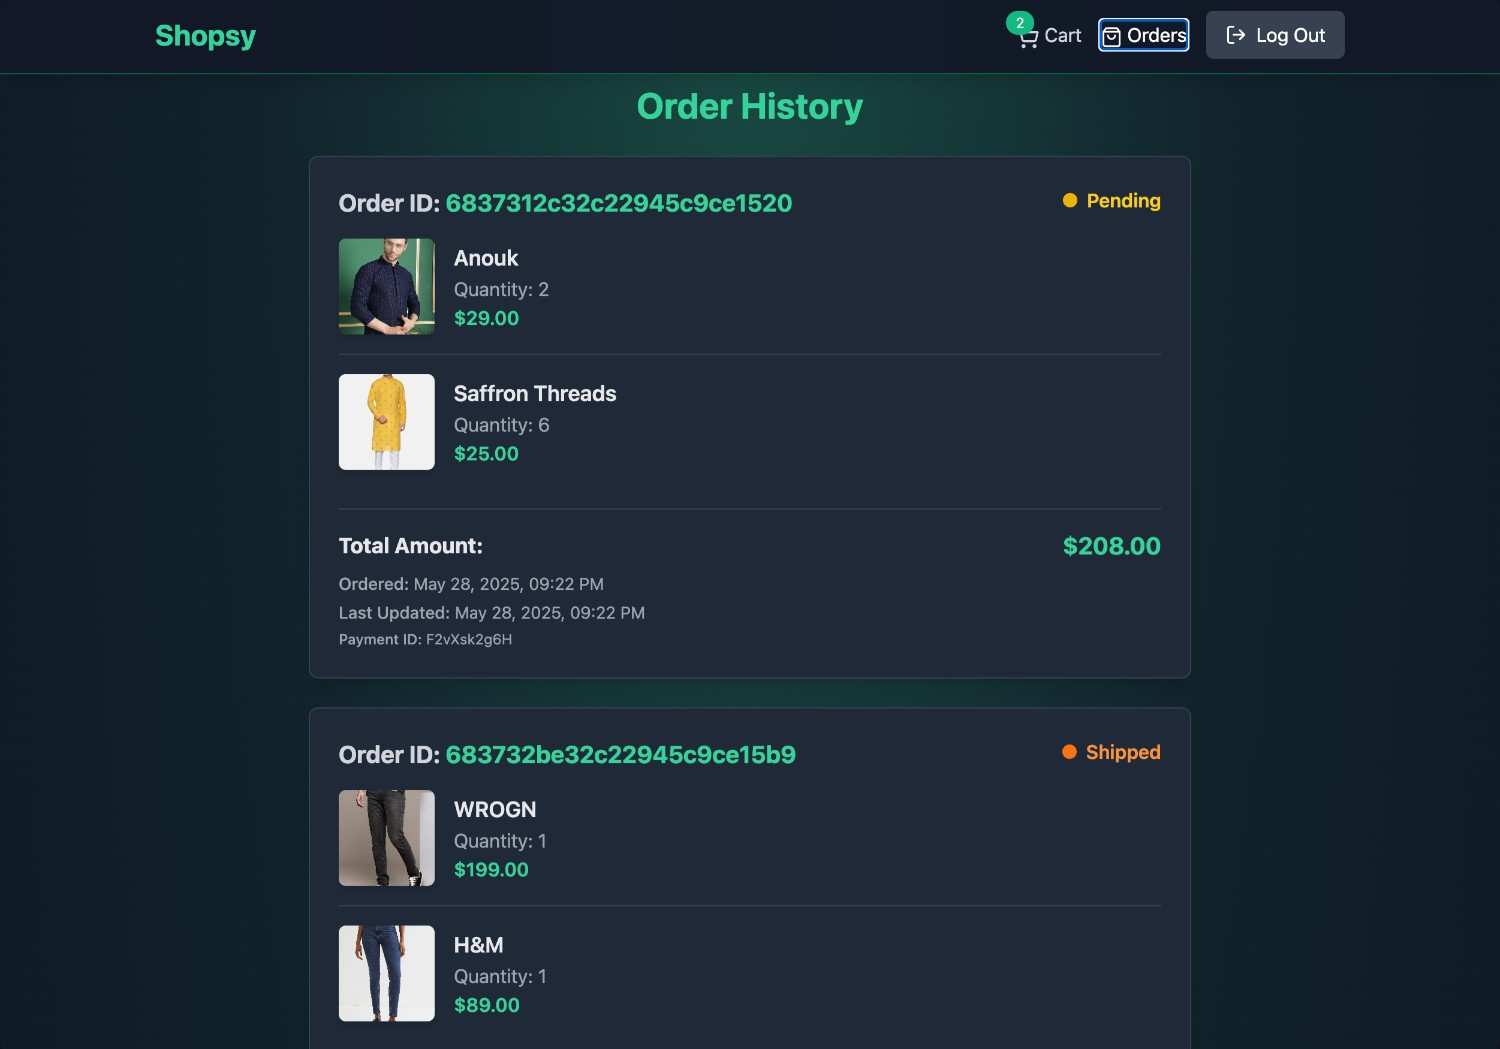 Shopsy
2
Cart
Orders
Log Out
Order History
Order ID: 6837312c32c22945c9ce1520
Pending
Anouk
Quantity: 2
$29.00
Saffron Threads
Quantity: 6
$25.00
Total Amount:
$208.00
Ordered: May 28, 2025, 09:22 PM
Last Updated: May 28, 2025, 09:22 PM
Payment ID: F2vXsk2g6H
Order ID: 683732be32c22945c9ce15b9
Shipped
WROGN
Quantity: 1
$199.00
H&M
Quantity: 1
$89.00